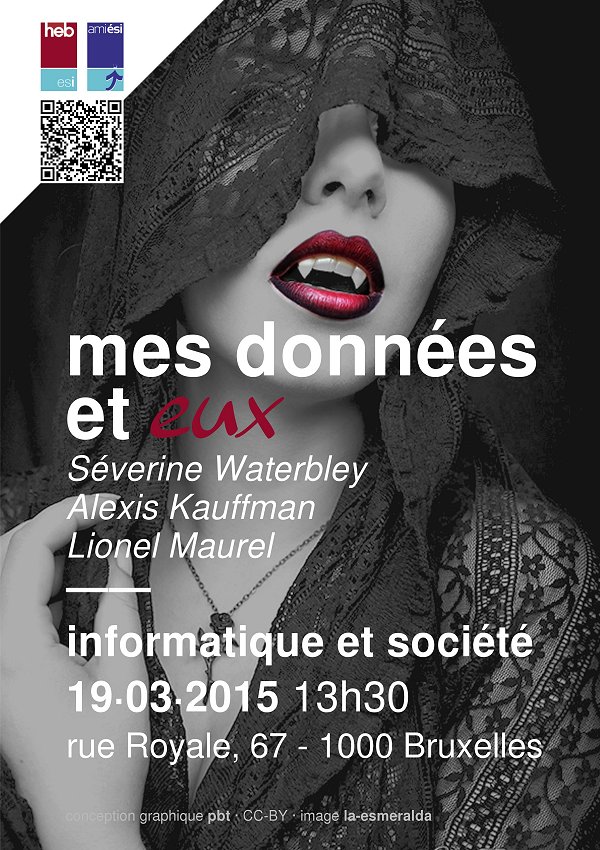 heb
amiési
esi
mes données
et eux
Séverine Waterbley
Alexis Kauffman
Lionel Maurel
informatique et société
19·03·2015 13h30
rue Royale, 67 - 1000 Bruxelles
conception graphique pbt · CC-BY · image la-esmeralda